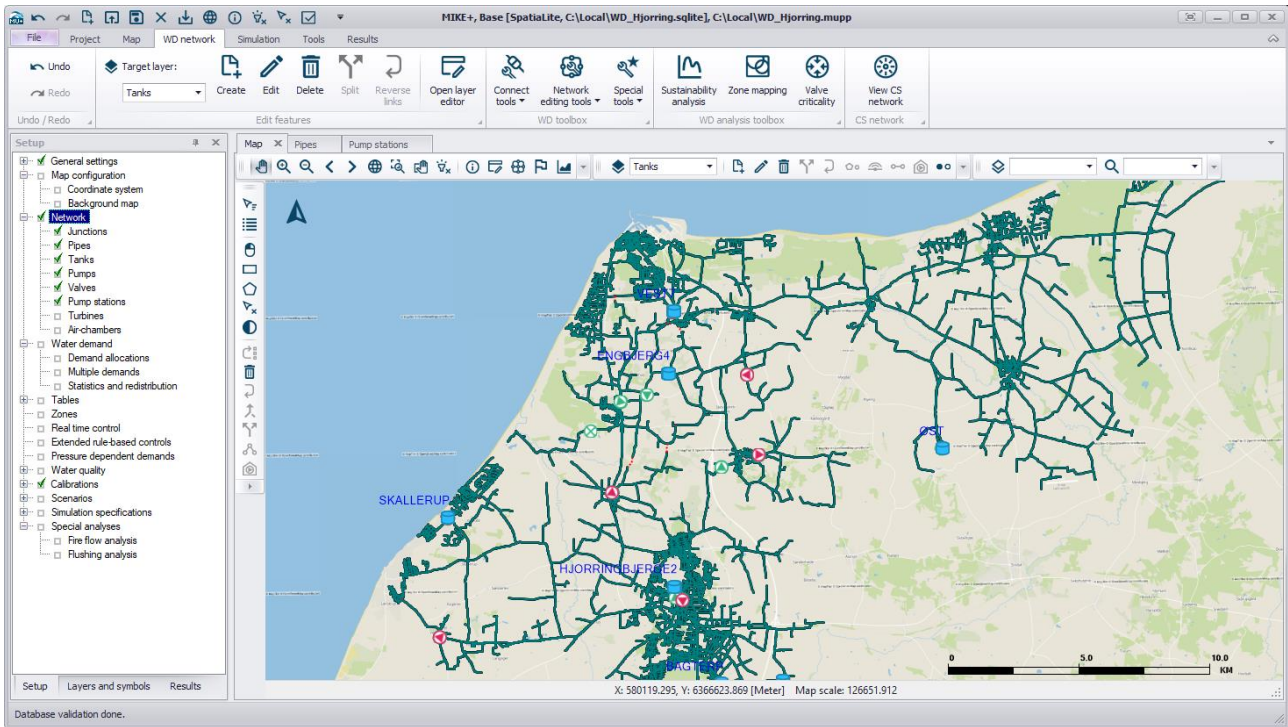 MIKE+, Base [SpatiaLite, C:\Local\WD_Hjorring.sqlite], C:\Local\WD_Hjorring.mupp
File Project Map WD network Simulation Tools Results
Undo
Redo
Undo / Redo
Target layer:
Tanks
Create
Edit
Delete
Split
Reverse links
Edit features
Open layer editor
Connect tools
Network editing tools
Special tools
WD toolbox
Sustainability analysis
Zone mapping
Valve criticality
WD analysis toolbox
View CS network
CS network
Setup
General settings
Map configuration
Coordinate system
Background map
Network
Junctions
Pipes
Tanks
Pumps
Valves
Pump stations
Turbines
Air-chambers
Water demand
Demand allocations
Multiple demands
Statistics and redistribution
Tables
Zones
Real time control
Extended rule-based controls
Pressure dependent demands
Water quality
Calibrations
Scenarios
Simulation specifications
Special analyses
Fire flow analysis
Flushing analysis
Setup Layers and symbols Results
Map Pipes Pump stations
Tanks
ENGBJERG4
OST
SKALLERUP
HJORRINGBJERGE2
BAGTERP
0 5.0 10.0
KM
X: 580119.295, Y: 6366623.869 [Meter] Map scale: 126651.912
Database validation done.